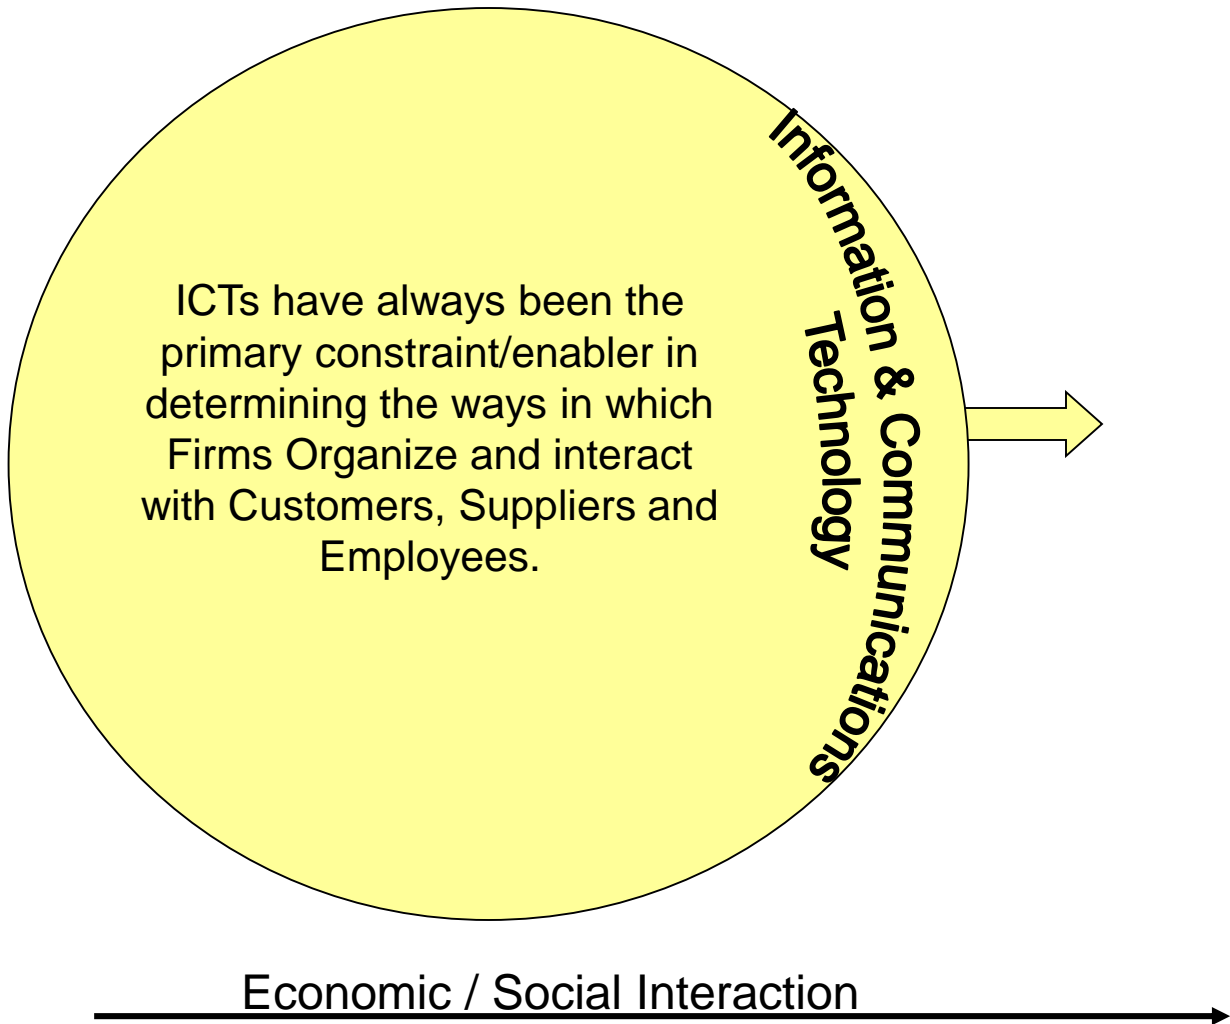 ICTs have always been the
primary constraint/enabler in
determining the ways in which
Firms Organize and interact
with Customers, Suppliers and
Employees.
Information & Communications
Technology
Economic / Social Interaction